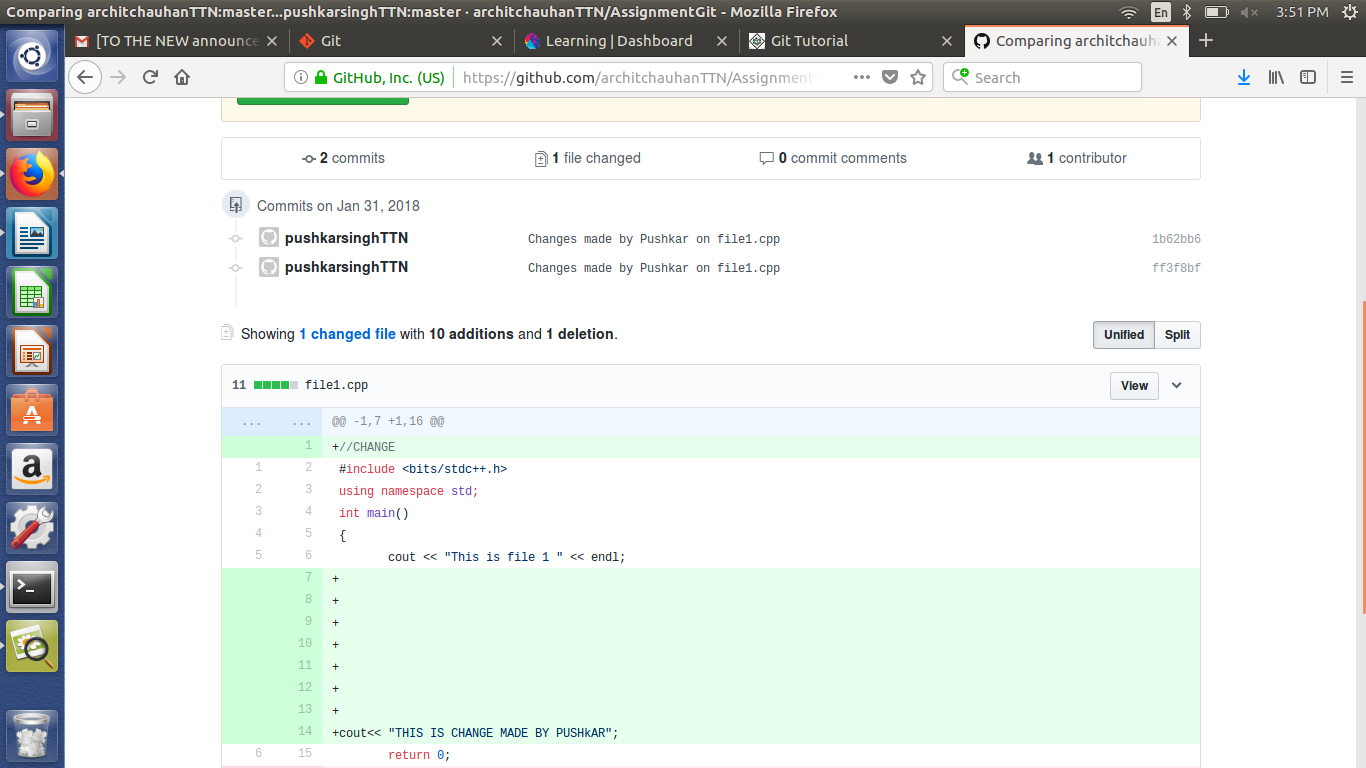 Comparing architchauhanTTN:master...pushkarsinghTTN:master · architchauhanTTN/AssignmentGit - Mozilla Firefox
En
3:51 PM
[TO THE NEW announce
Git
Learning | Dashboard
Git Tutorial
Comparing architchauha
GitHub, Inc. (US)
https://github.com/architchauhanTTN/Assignment
Search
2 commits
1 file changed
0 commit comments
1 contributor
Commits on Jan 31, 2018
pushkarsinghTTN Changes made by Pushkar on file1.cpp 1b62bb6
pushkarsinghTTN Changes made by Pushkar on file1.cpp ff3f8bf
Showing 1 changed file with 10 additions and 1 deletion.
Unified Split
11 file1.cpp View
... ... @@ -1,7 +1,16 @@
1 +//CHANGE
1 2 #include <bits/stdc++.h>
2 3 using namespace std;
3 4 int main()
4 5 {
5 6 cout << "This is file 1 " << endl;
7 +
8 +
9 +
10 +
11 +
12 +
13 +
14 +cout<< "THIS IS CHANGE MADE BY PUSHkAR";
6 15 return 0;